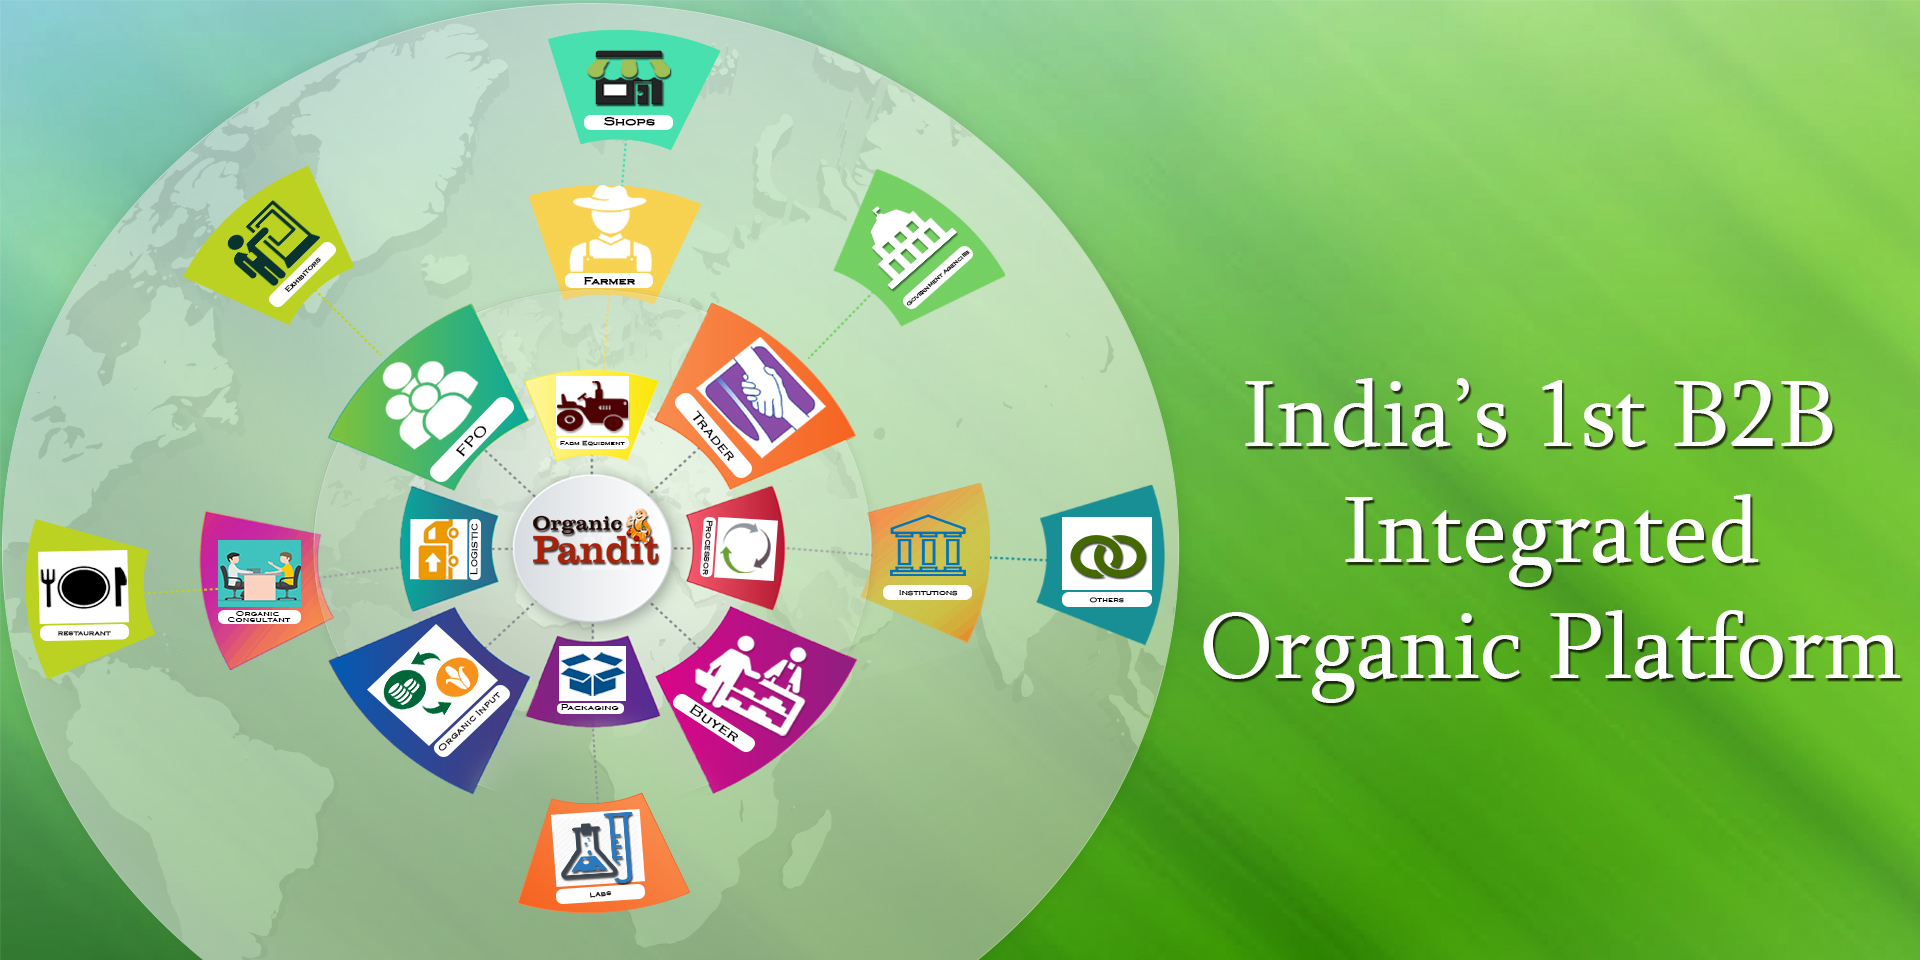 SHOPS
EXHIBITORS
FARMER
GOVERNMENT AGENCIES
FPO
FARM EQUIPMENT
TRADER
LOGISTIC
Organic
Pandit
PROCESSOR
RESTAURANT
ORGANIC
CONSULTANT
INSTITUTIONS
OTHERS
ORGANIC INPUT
PACKAGING
BUYER
LABS
India's 1st B2B
Integrated
Organic Platform